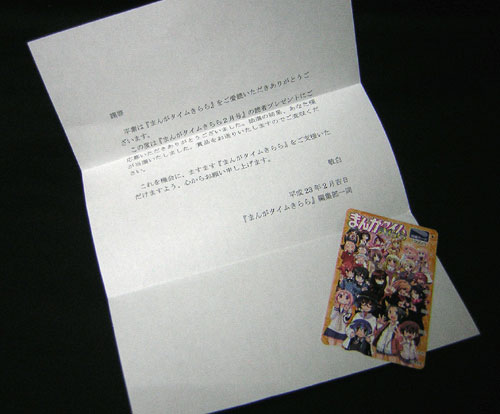 謹啓
平素は『まんがタイムきらら』をご愛読いただきありがとうご
ざいます。
この度は『まんがタイムきらら2月号』の読者プレゼントにご
応募いただきありがとうございました。抽選の結果、あなた様
が当選いたしました。賞品をお送りいたしますのでご査収くだ
さい。
これを機会に、ますます『まんがタイムきらら』をご支援いた
だけますよう、心からお願い申し上げます。
敬白
平成23年2月吉日
『まんがタイムきらら』編集部一同
まんがタイム